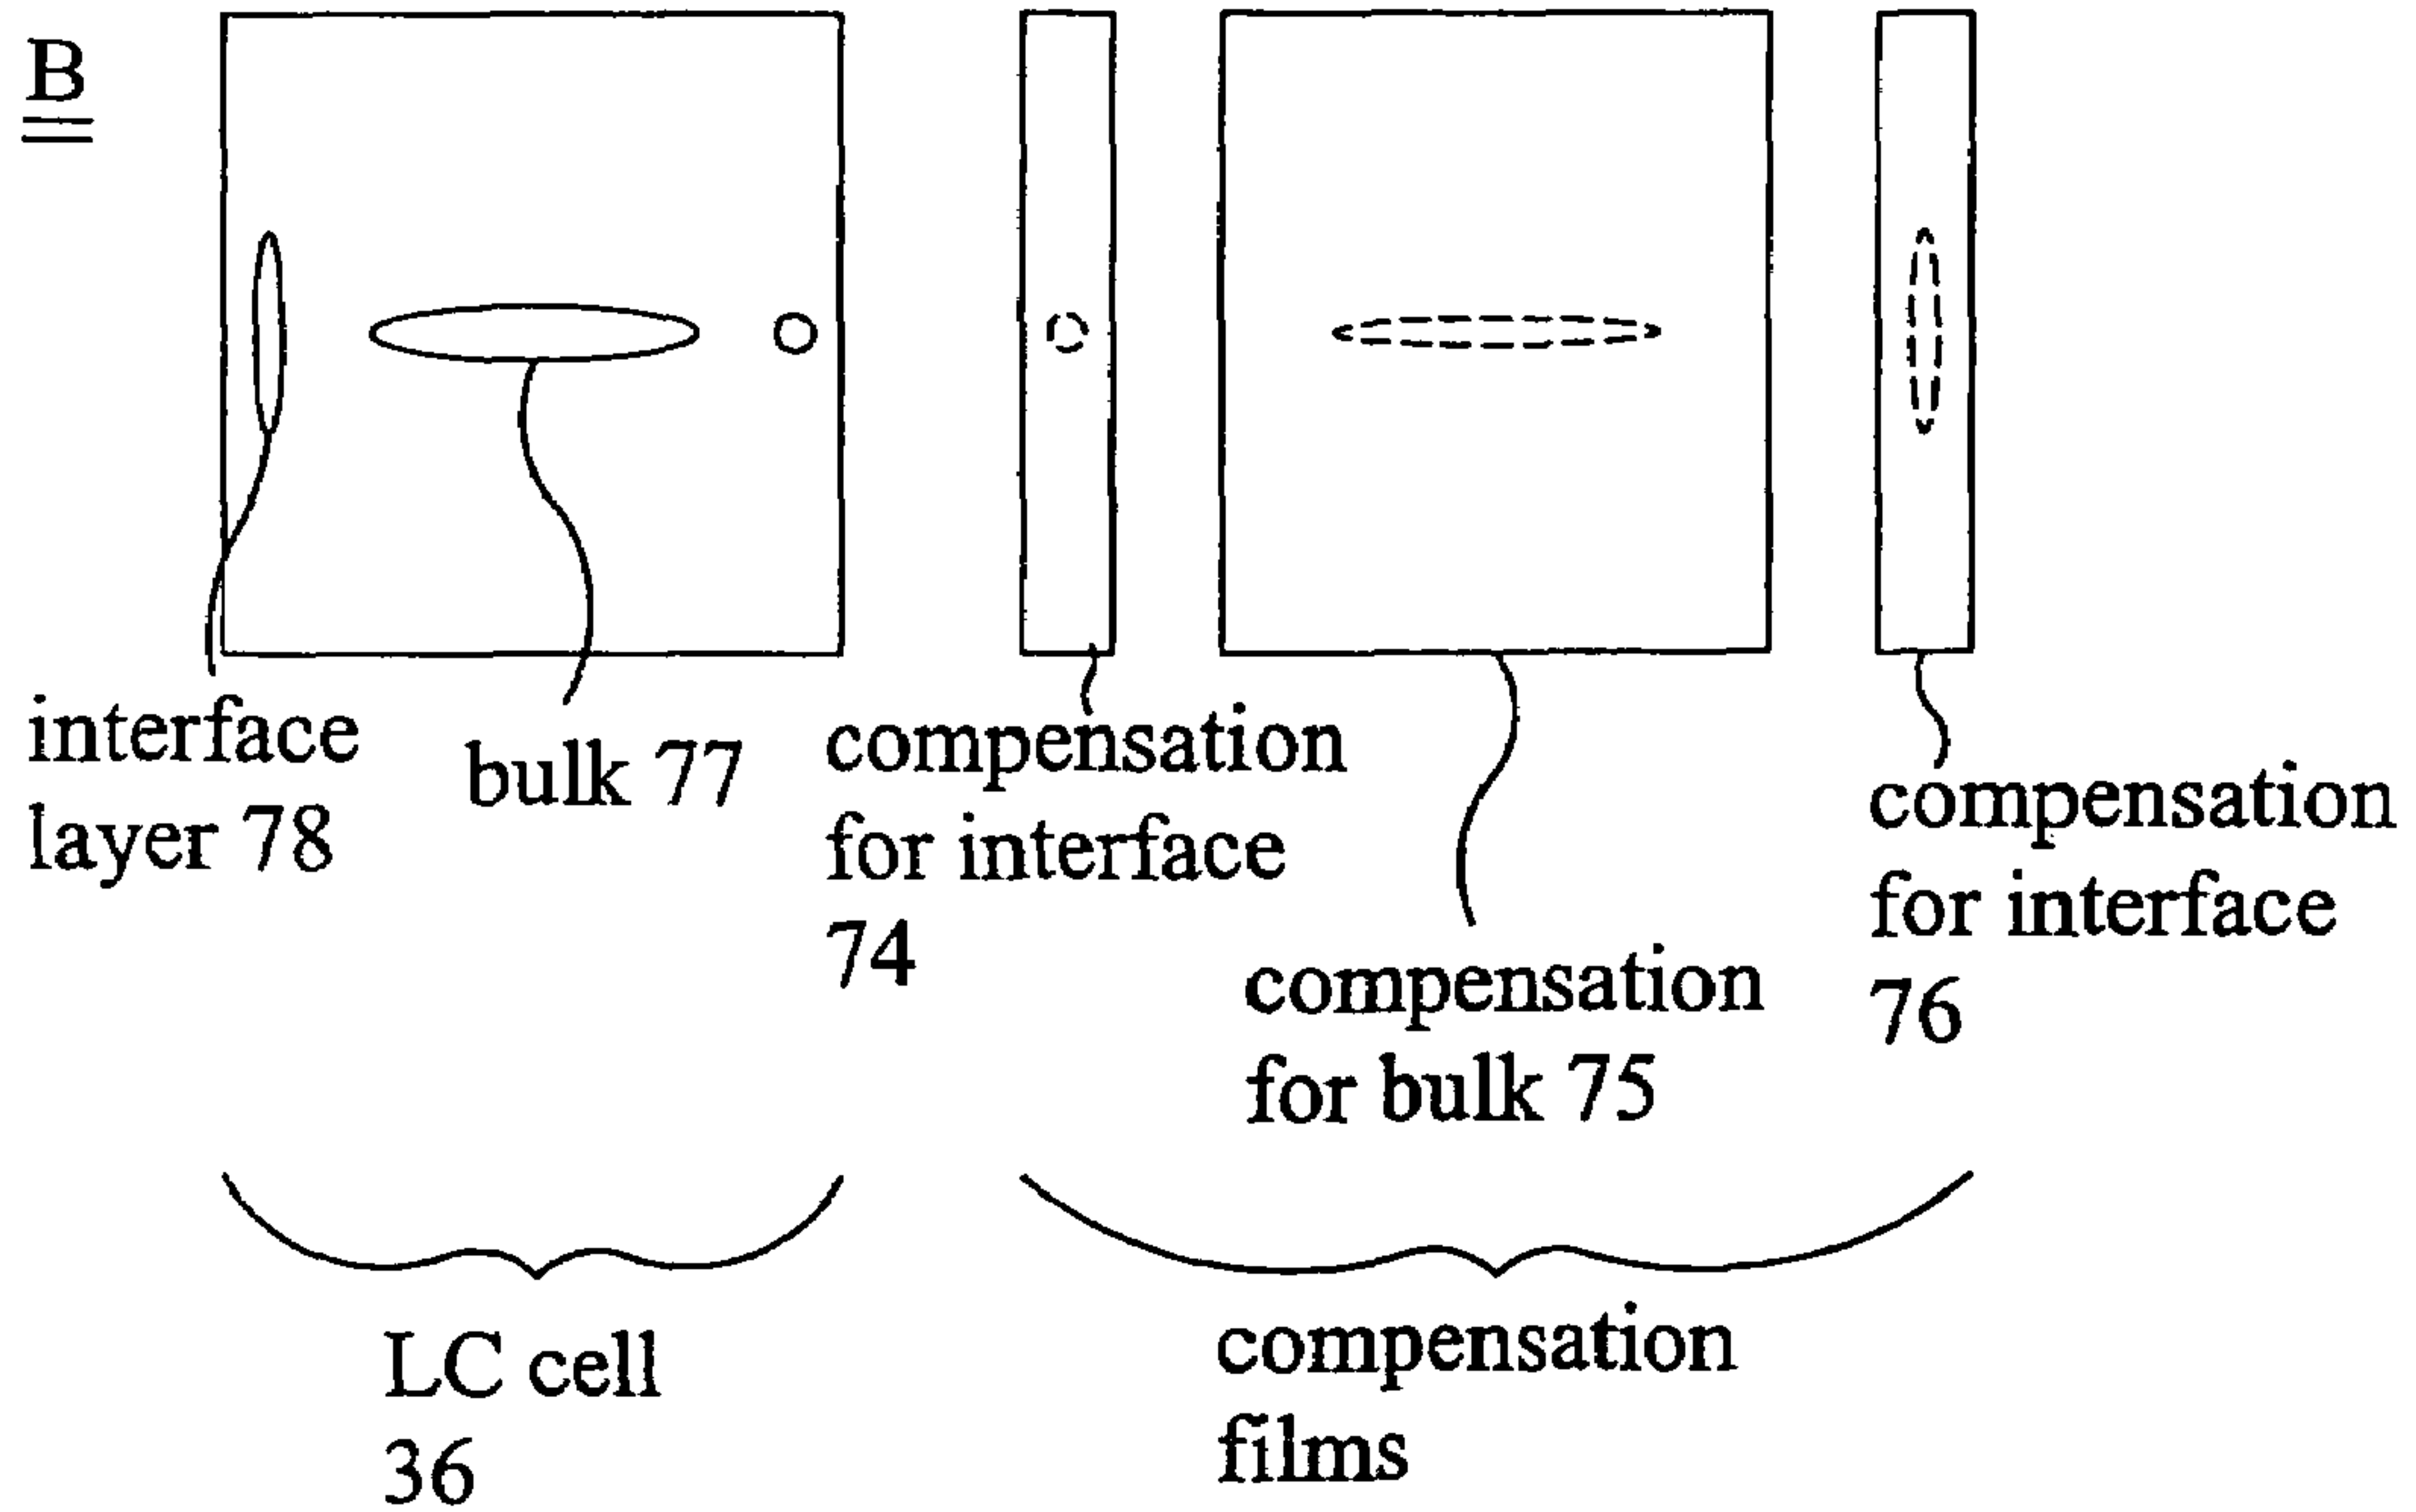 B
interface
layer 78
bulk 77
compensation
for interface
74
compensation
for bulk 75
compensation
for interface
76
LC cell
36
compensation
films